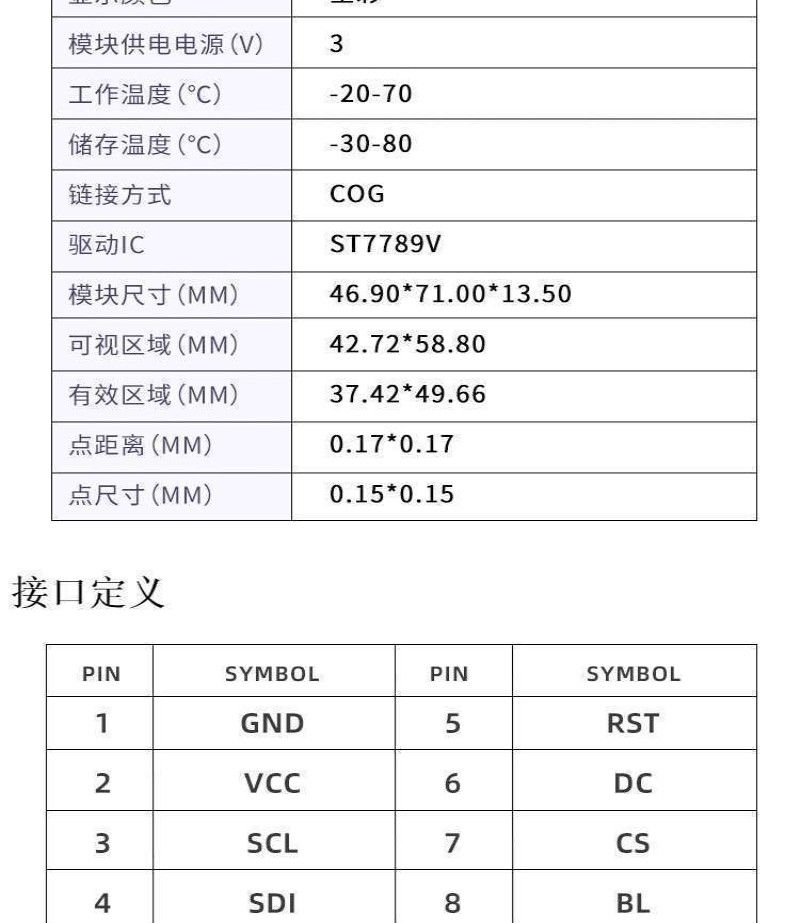 模块供电电源(V) 3
工作温度(℃) -20-70
储存温度(℃) -30-80
链接方式 COG
驱动IC ST7789V
模块尺寸(MM) 46.90*71.00*13.50
可视区域(MM) 42.72*58.80
有效区域(MM) 37.42*49.66
点距离(MM) 0.17*0.17
点尺寸(MM) 0.15*0.15
接口定义
PIN SYMBOL PIN SYMBOL
1 GND 5 RST
2 VCC 6 DC
3 SCL 7 CS
4 SDI 8 BL